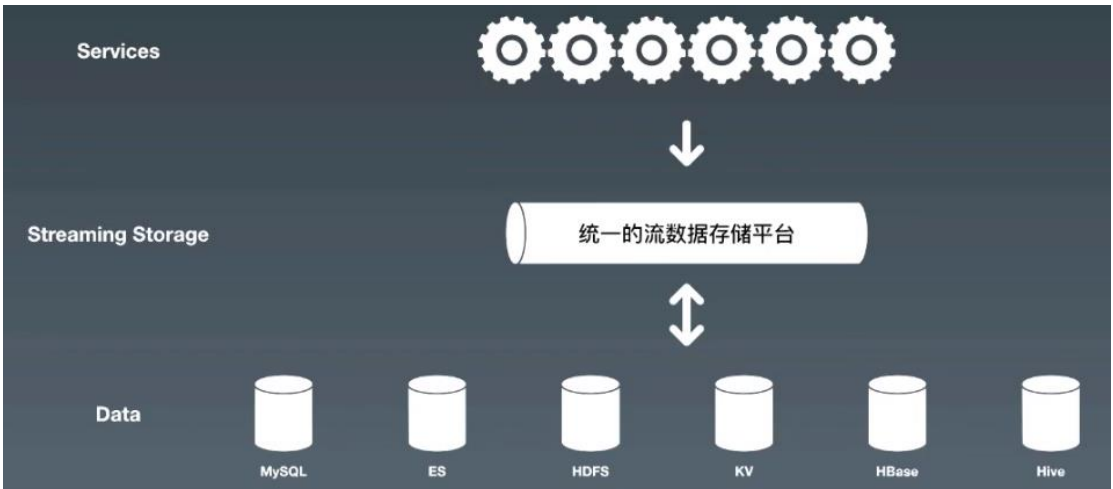 Services
Streaming Storage
统一的流数据存储平台
Data
MySQL
ES
HDFS
KV
HBase
Hive